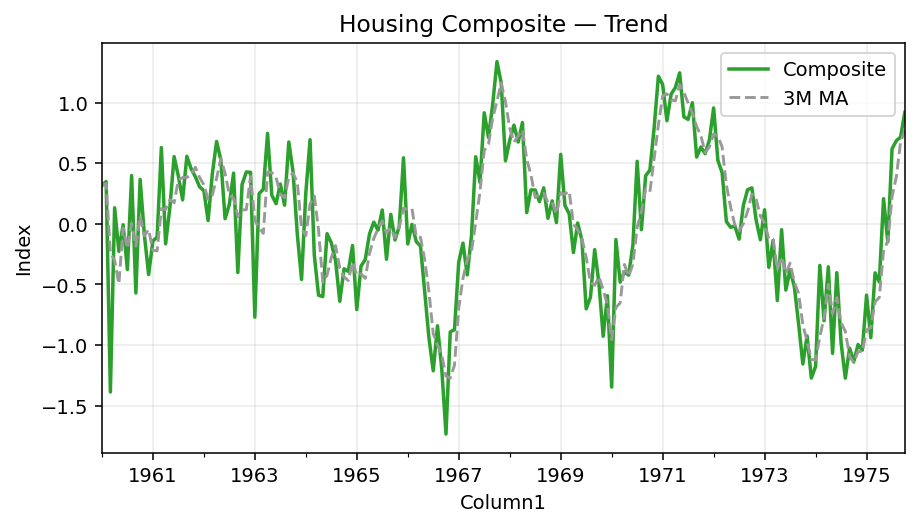 Housing Composite — Trend
Composite
3M MA
1.0
0.5
0.0
−0.5
−1.0
−1.5
Index
1961 1963 1965 1967 1969 1971 1973 1975
Column1